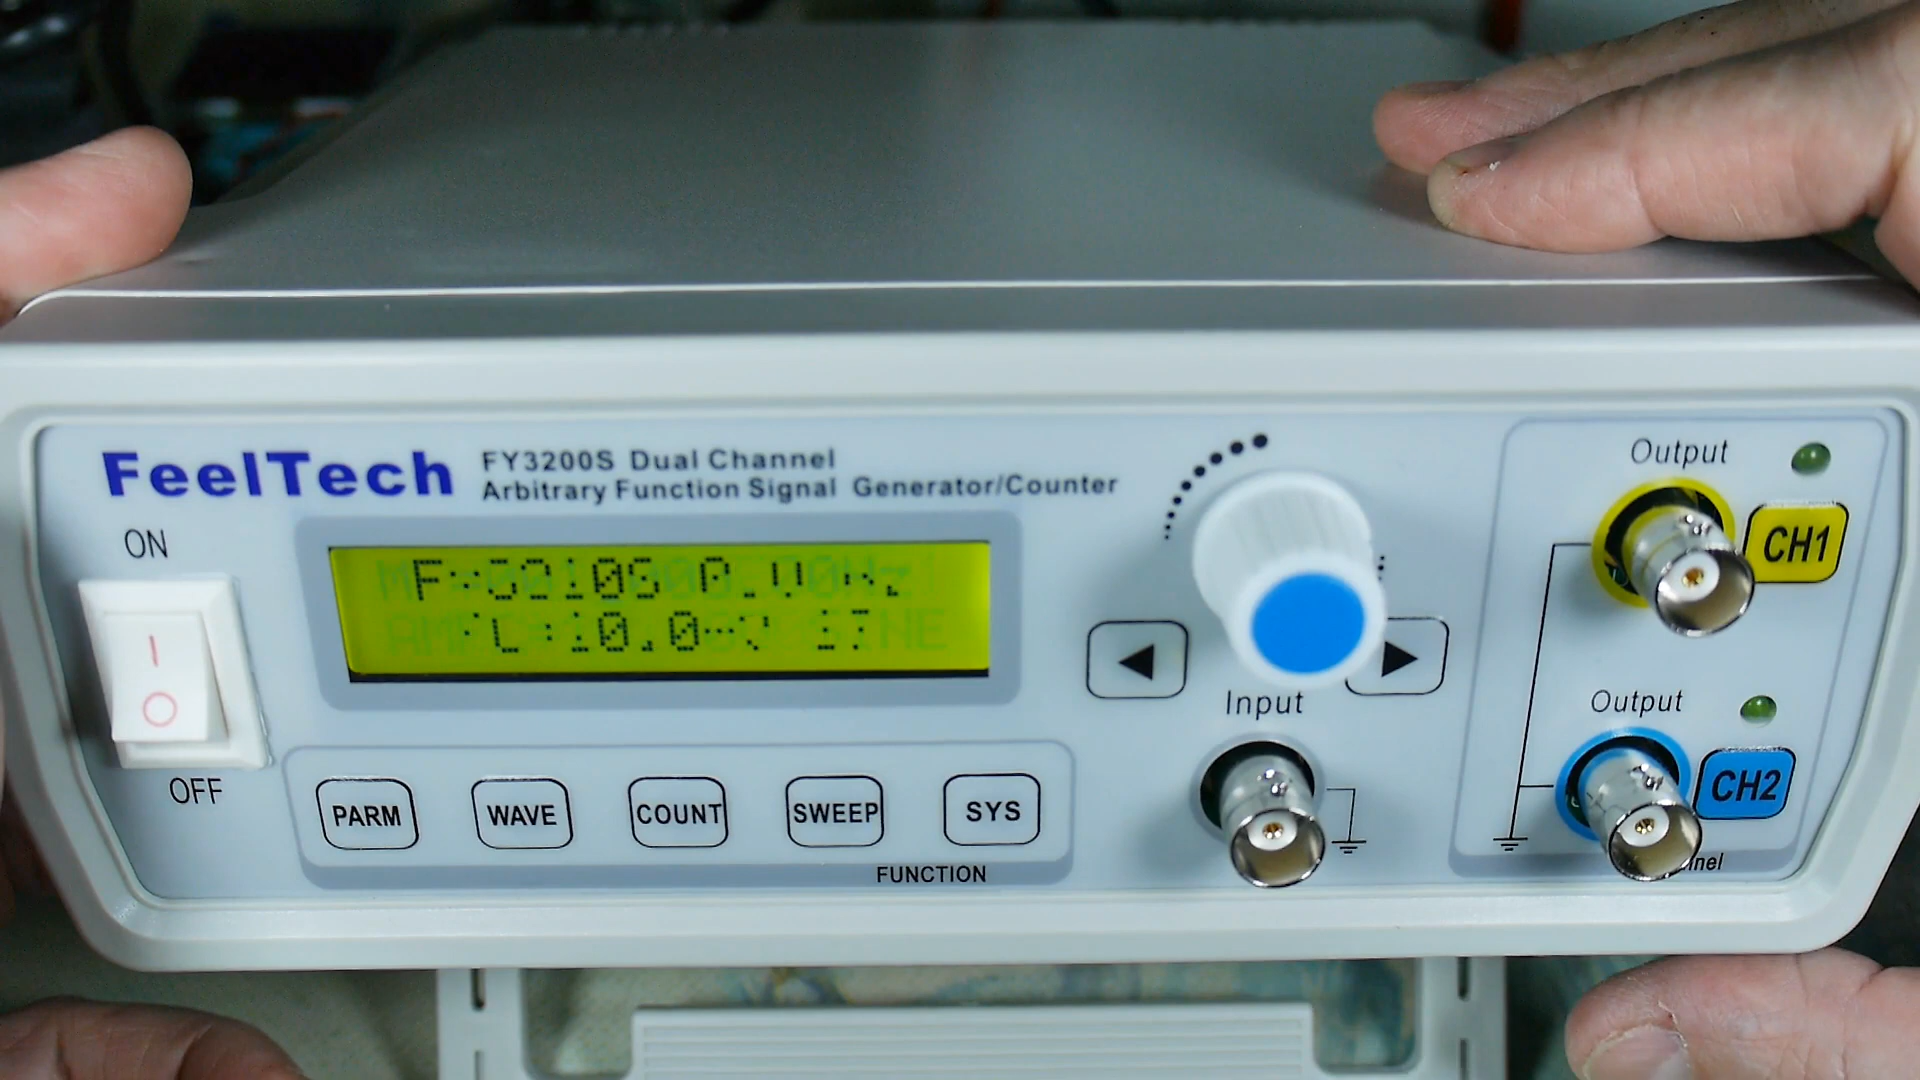 FeelTech
FY3200S Dual Channel
Arbitrary Function Signal Generator/Counter
ON
OFF
PARM
WAVE
COUNT
SWEEP
SYS
FUNCTION
Input
Output
CH1
Output
CH2